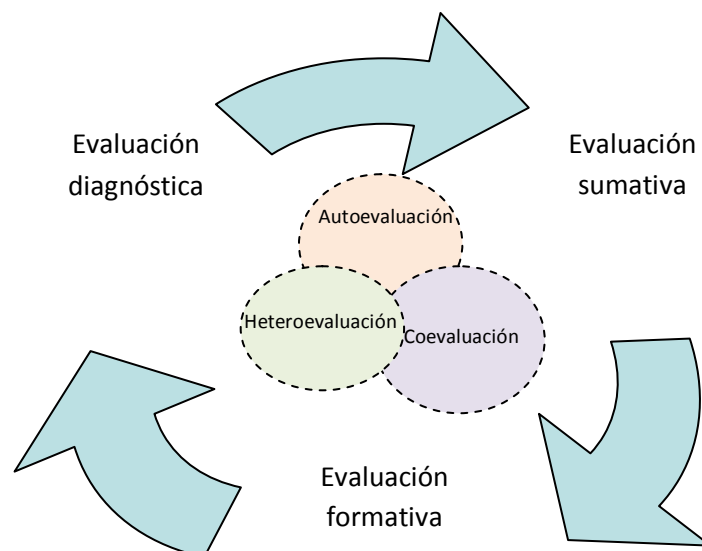 Evaluación
diagnóstica
Evaluación
sumativa
Autoevaluación
Heteroevaluación
Coevaluación
Evaluación
formativa